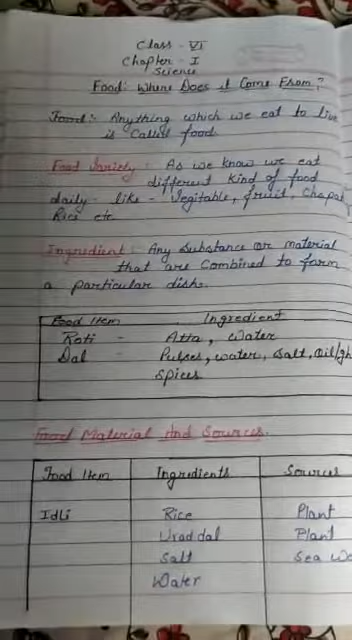 Class - VI
Chapter - I
Science
Food: Where Does it Come From?
Food:- Anything which we eat to live
is Called food.
Food Variety : As we know we eat
different kind of food
daily - like - Vegitable, fruit, Chapati
Rice etc
Ingredient : Any substance or material
that are combined to form
a particular dishe.
Food Item Ingredient
Roti - Atta, Water
Dal - Pulses, water, Salt, Oil/gh
Spices
Food Material And Sources.
Food Item Ingredients Sources
Idli Rice Plant
Urad dal Plant
Salt Sea
Water